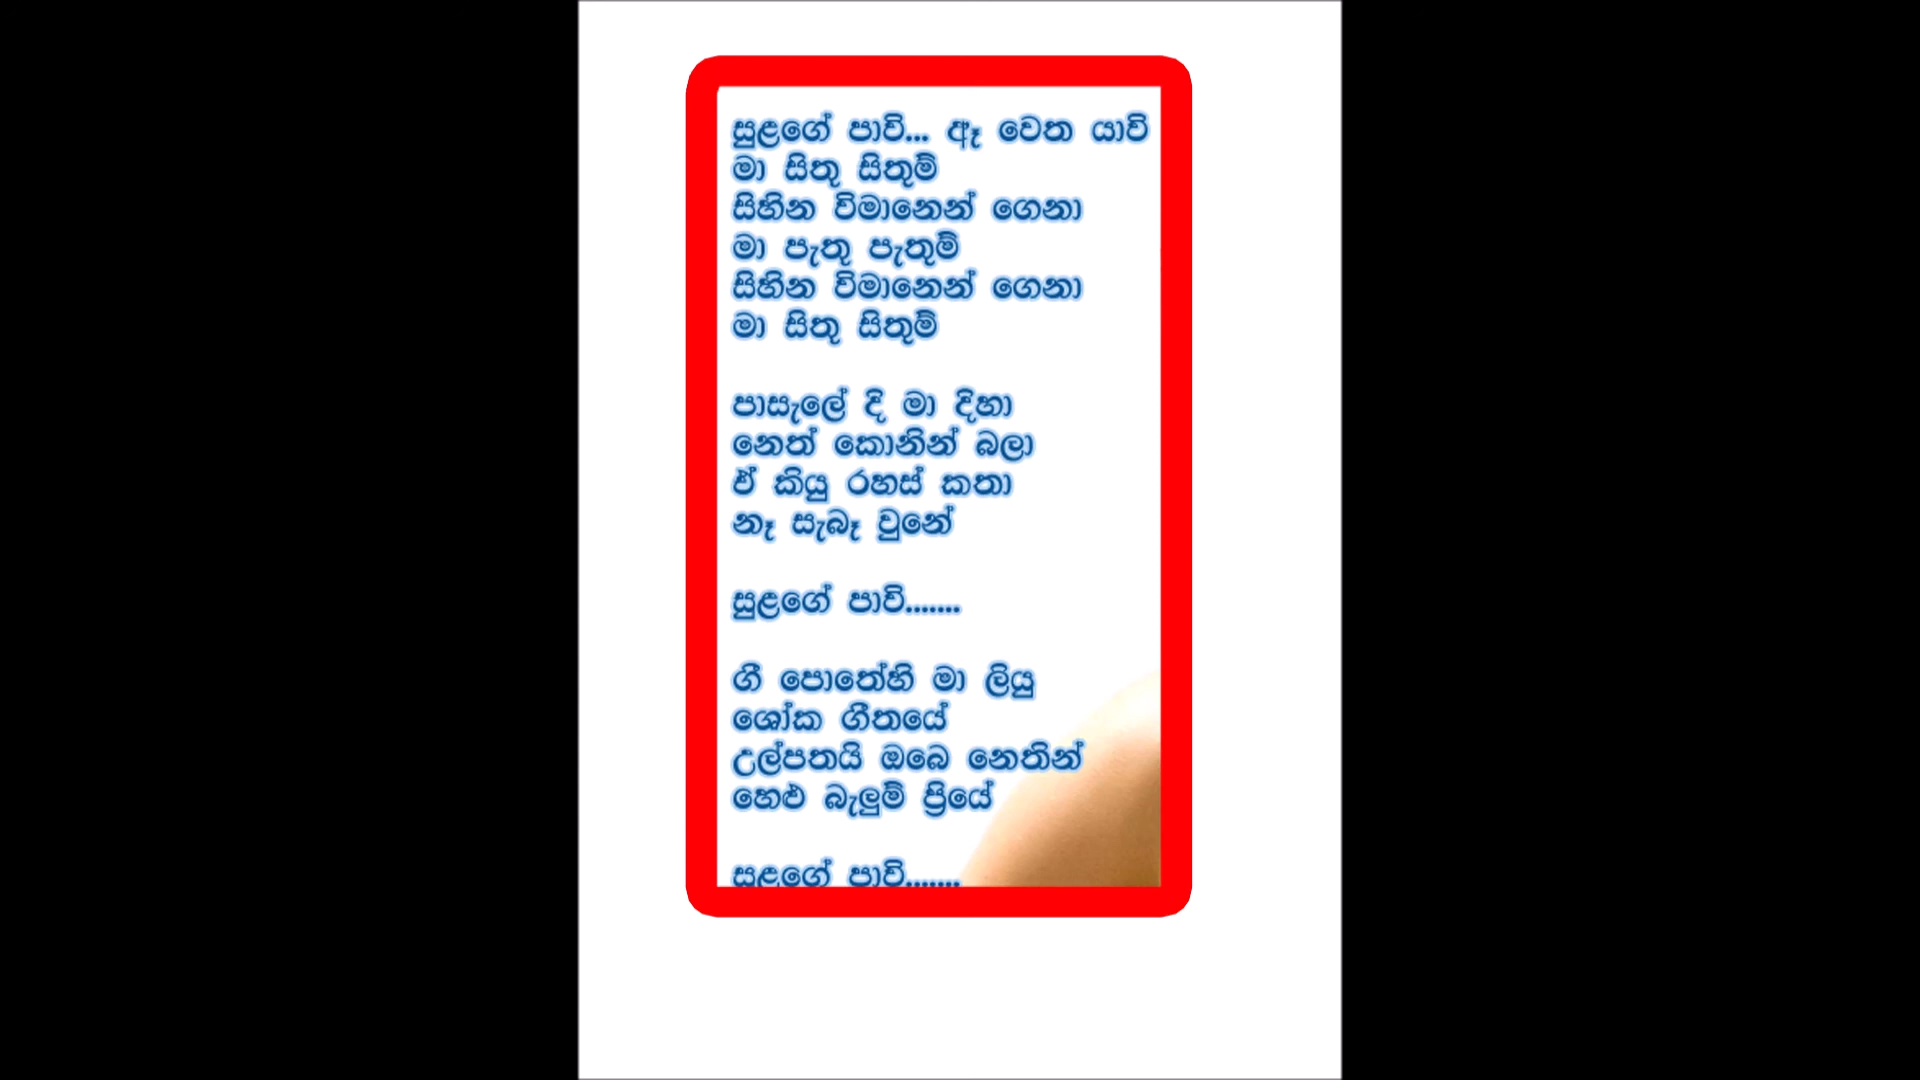 සුළගේ පාවි... ඈ වෙත යාවි
මා සිතු සිතුම්
සිහින විමානෙන් ගෙනා
මා පැතු පැතුම්
සිහින විමානෙන් ගෙනා
මා සිතු සිතුම්
පාසැලේ දි මා දිහා
නෙත් කොනින් බලා
ඒ කියු රහස් කතා
නෑ සැබෑ වුනේ
සුළගේ පාවි.......
ගී පොතේහි මා ලියු
ශෝක ගීතයේ
උල්පතයි ඔබෙ නෙතින්
හෙළු බැලුම් ප්‍රියේ
සුළගේ පාවි.......